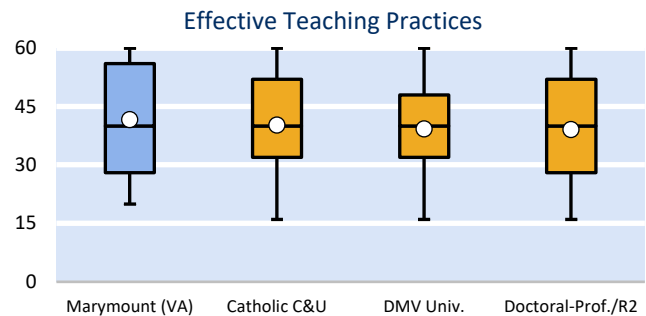 Effective Teaching Practices
60
45
30
15
0
Marymount (VA) Catholic C&U DMV Univ. Doctoral-Prof./R2